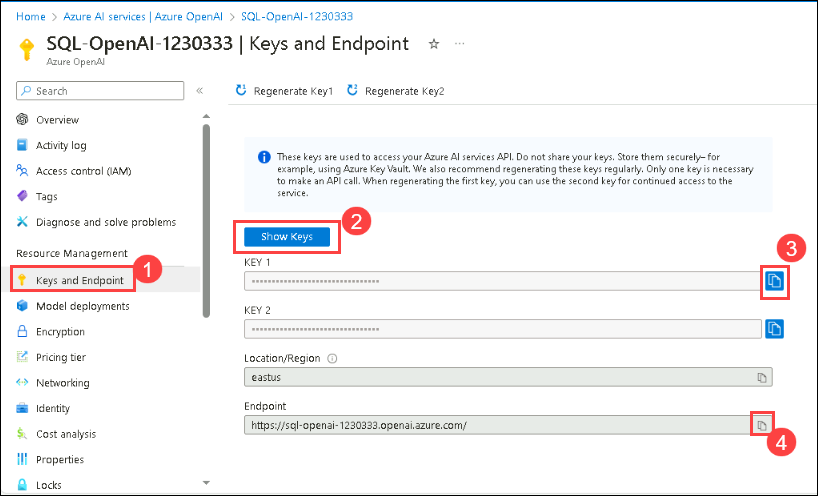 Home > Azure AI services | Azure OpenAI > SQL-OpenAI-1230333
SQL-OpenAI-1230333 | Keys and Endpoint ☆ ...
Azure OpenAI
Search
«
Regenerate Key1
Regenerate Key2
Overview
Activity log
Access control (IAM)
Tags
Diagnose and solve problems
Resource Management
Keys and Endpoint
1
Model deployments
Encryption
Pricing tier
Networking
Identity
Cost analysis
Properties
Locks
These keys are used to access your Azure AI services API. Do not share your keys. Store them securely– for
example, using Azure Key Vault. We also recommend regenerating these keys regularly. Only one key is necessary
to make an API call. When regenerating the first key, you can use the second key for continued access to the
service.
2
Show Keys
3
KEY 1
••••••••••••••••••••••••••••••••
KEY 2
••••••••••••••••••••••••••••••••
Location/Region
eastus
Endpoint
https://sql-openai-1230333.openai.azure.com/
4